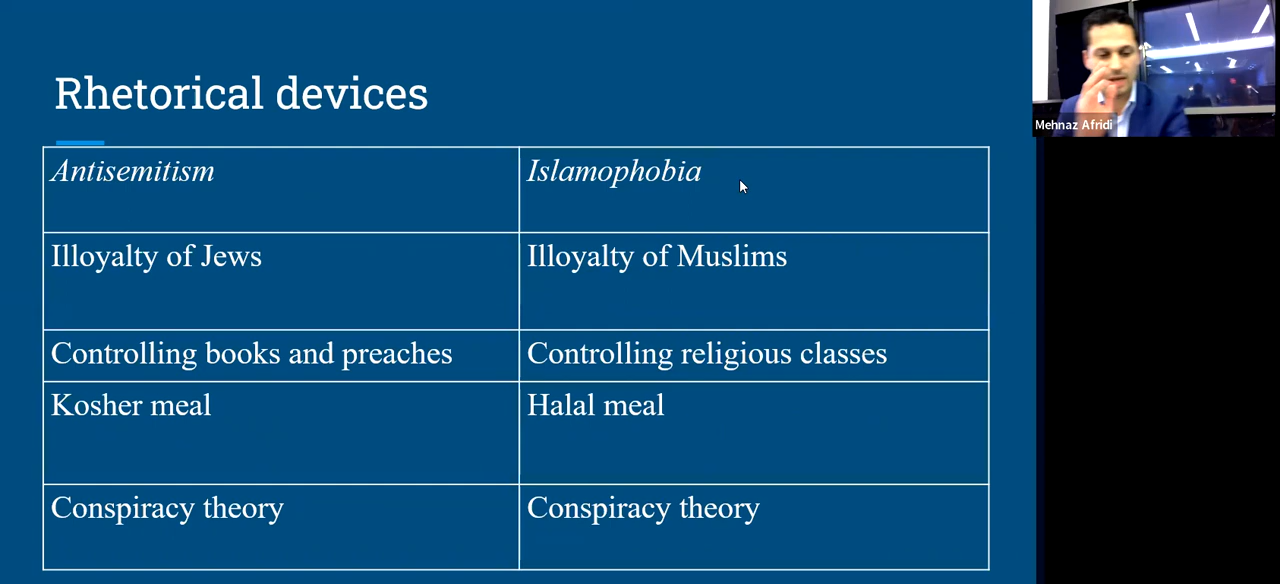 Rhetorical devices
Mehnaz Afridi
Antisemitism
Islamophobia
Illoyalty of Jews
Illoyalty of Muslims
Controlling books and preaches
Controlling religious classes
Kosher meal
Halal meal
Conspiracy theory
Conspiracy theory